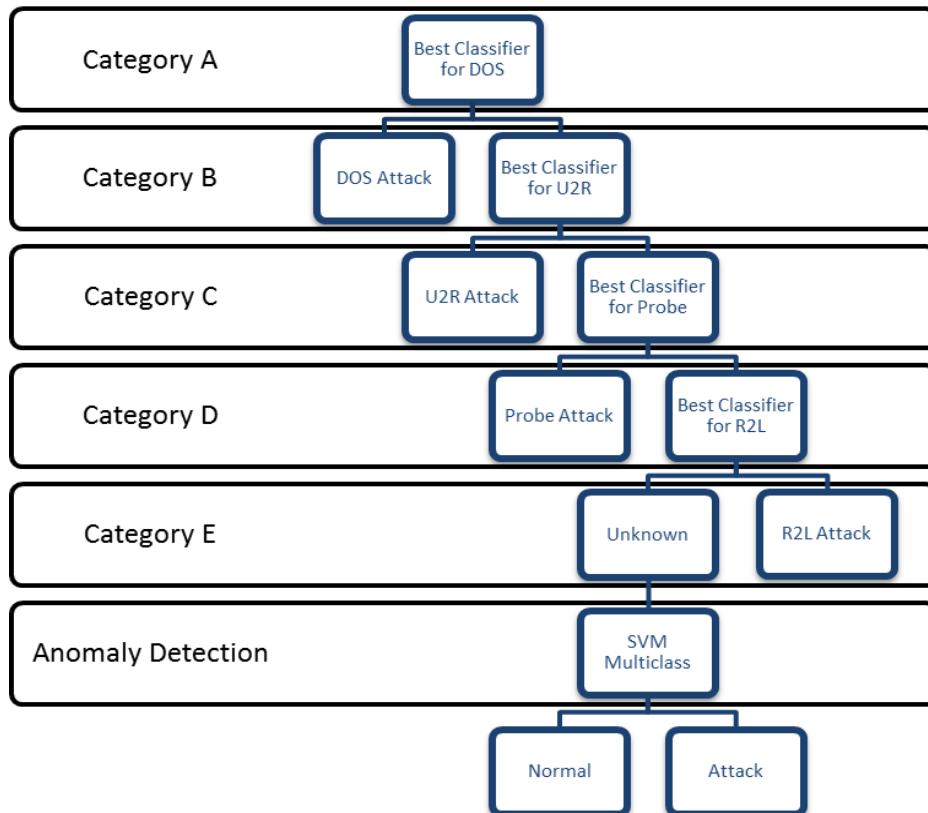 Category A
Best Classifier
for DOS
Category B
DOS Attack
Best Classifier
for U2R
Category C
U2R Attack
Best Classifier
for Probe
Category D
Probe Attack
Best Classifier
for R2L
Category E
Unknown
R2L Attack
Anomaly Detection
SVM
Multiclass
Normal
Attack